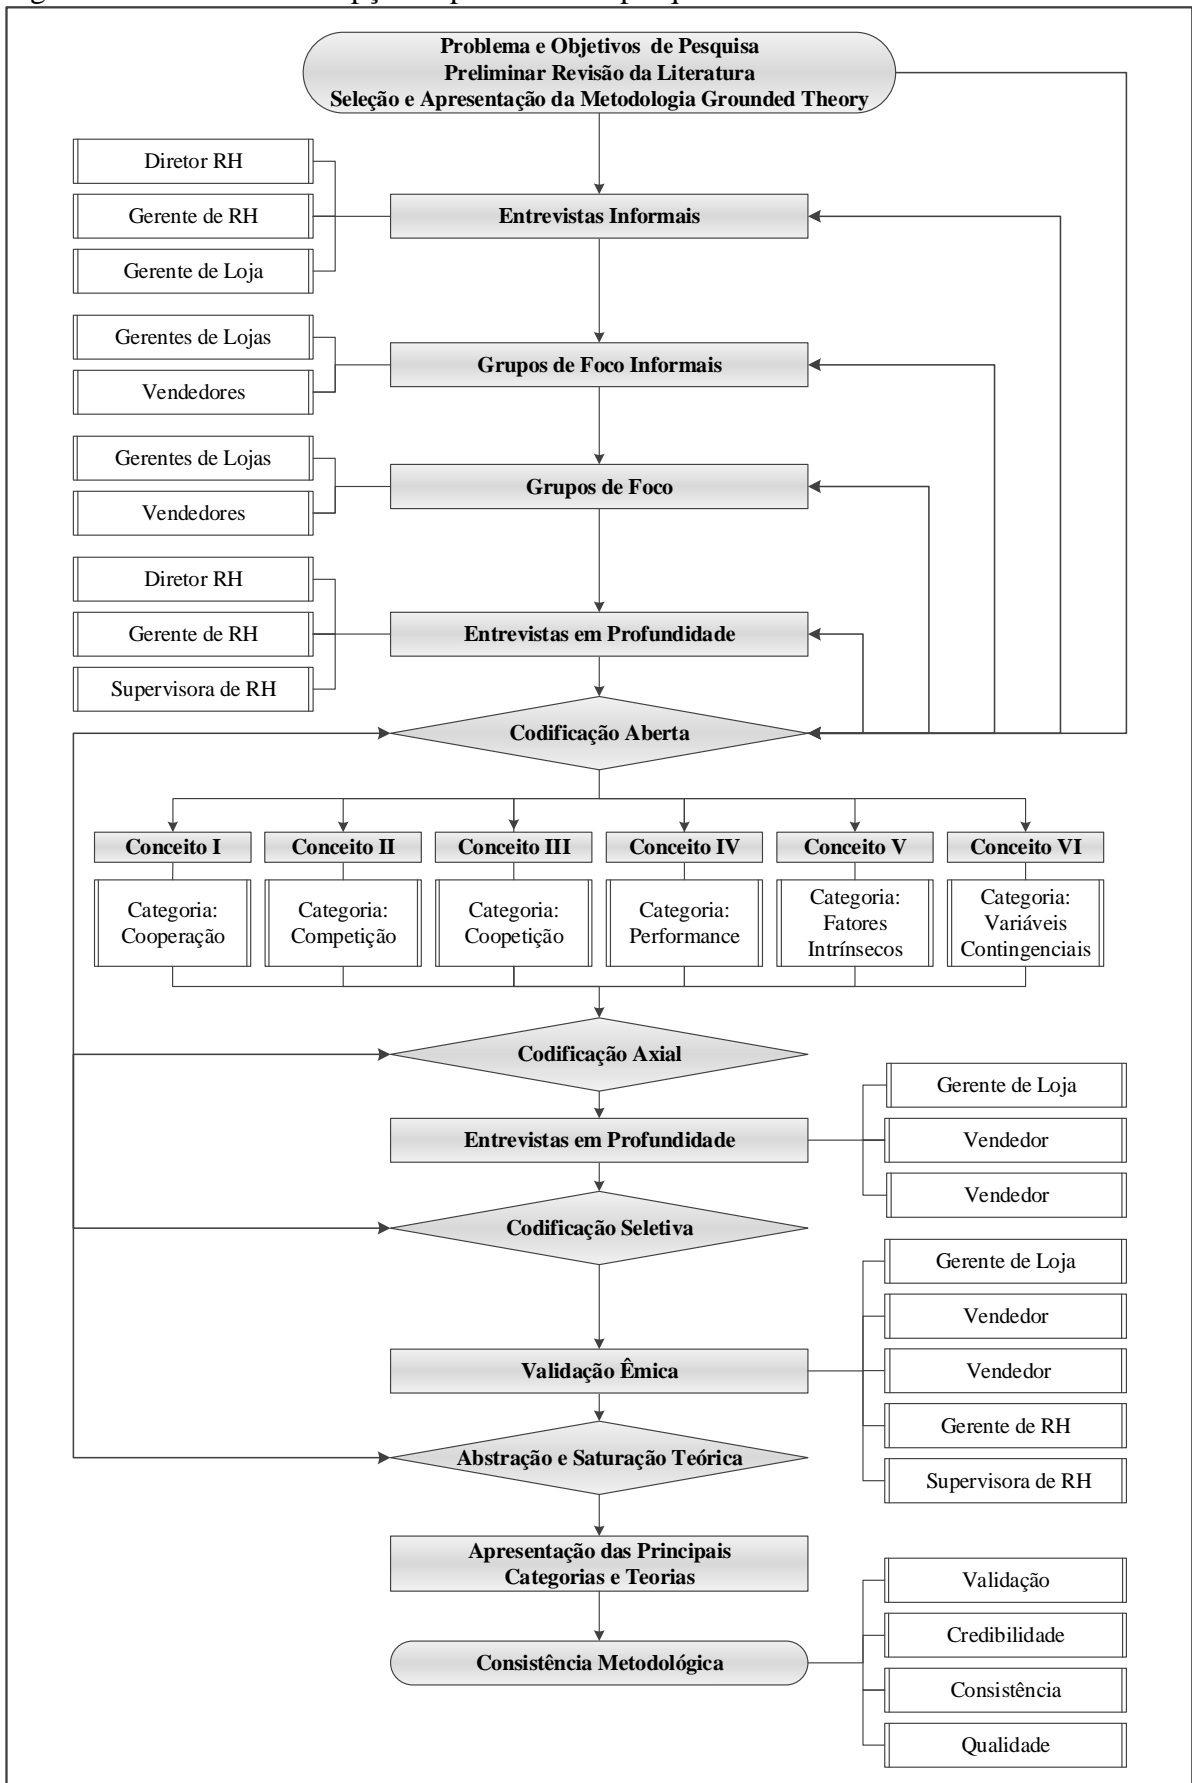 Problema e Objetivos de Pesquisa
Preliminar Revisão da Literatura
Seleção e Apresentação da Metodologia Grounded Theory
Diretor RH
Gerente de RH
Gerente de Loja
Entrevistas Informais
Gerentes de Lojas
Vendedores
Grupos de Foco Informais
Gerentes de Lojas
Vendedores
Grupos de Foco
Diretor RH
Gerente de RH
Supervisora de RH
Entrevistas em Profundidade
Codificação Aberta
Conceito I
Conceito II
Conceito III
Conceito IV
Conceito V
Conceito VI
Categoria:
Cooperação
Categoria:
Competição
Categoria:
Coopetição
Categoria:
Performance
Categoria:
Fatores
Intrínsecos
Categoria:
Variáveis
Contingenciais
Codificação Axial
Entrevistas em Profundidade
Gerente de Loja
Vendedor
Vendedor
Codificação Seletiva
Validação Êmica
Gerente de Loja
Vendedor
Vendedor
Gerente de RH
Supervisora de RH
Abstração e Saturação Teórica
Apresentação das Principais
Categorias e Teorias
Consistência Metodológica
Validação
Credibilidade
Consistência
Qualidade